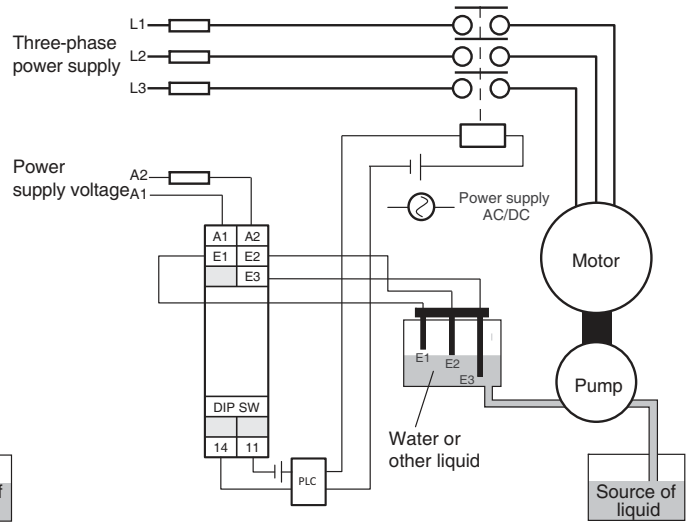 L1
Three-phase
power supply
L2
L3
Power
supply voltage
A2
A1
Power supply
AC/DC
A1 A2
E1 E2
E3
Motor
E1
E2
E3
Pump
DIP SW
14 11
PLC
Water or
other liquid
Source of
liquid
f